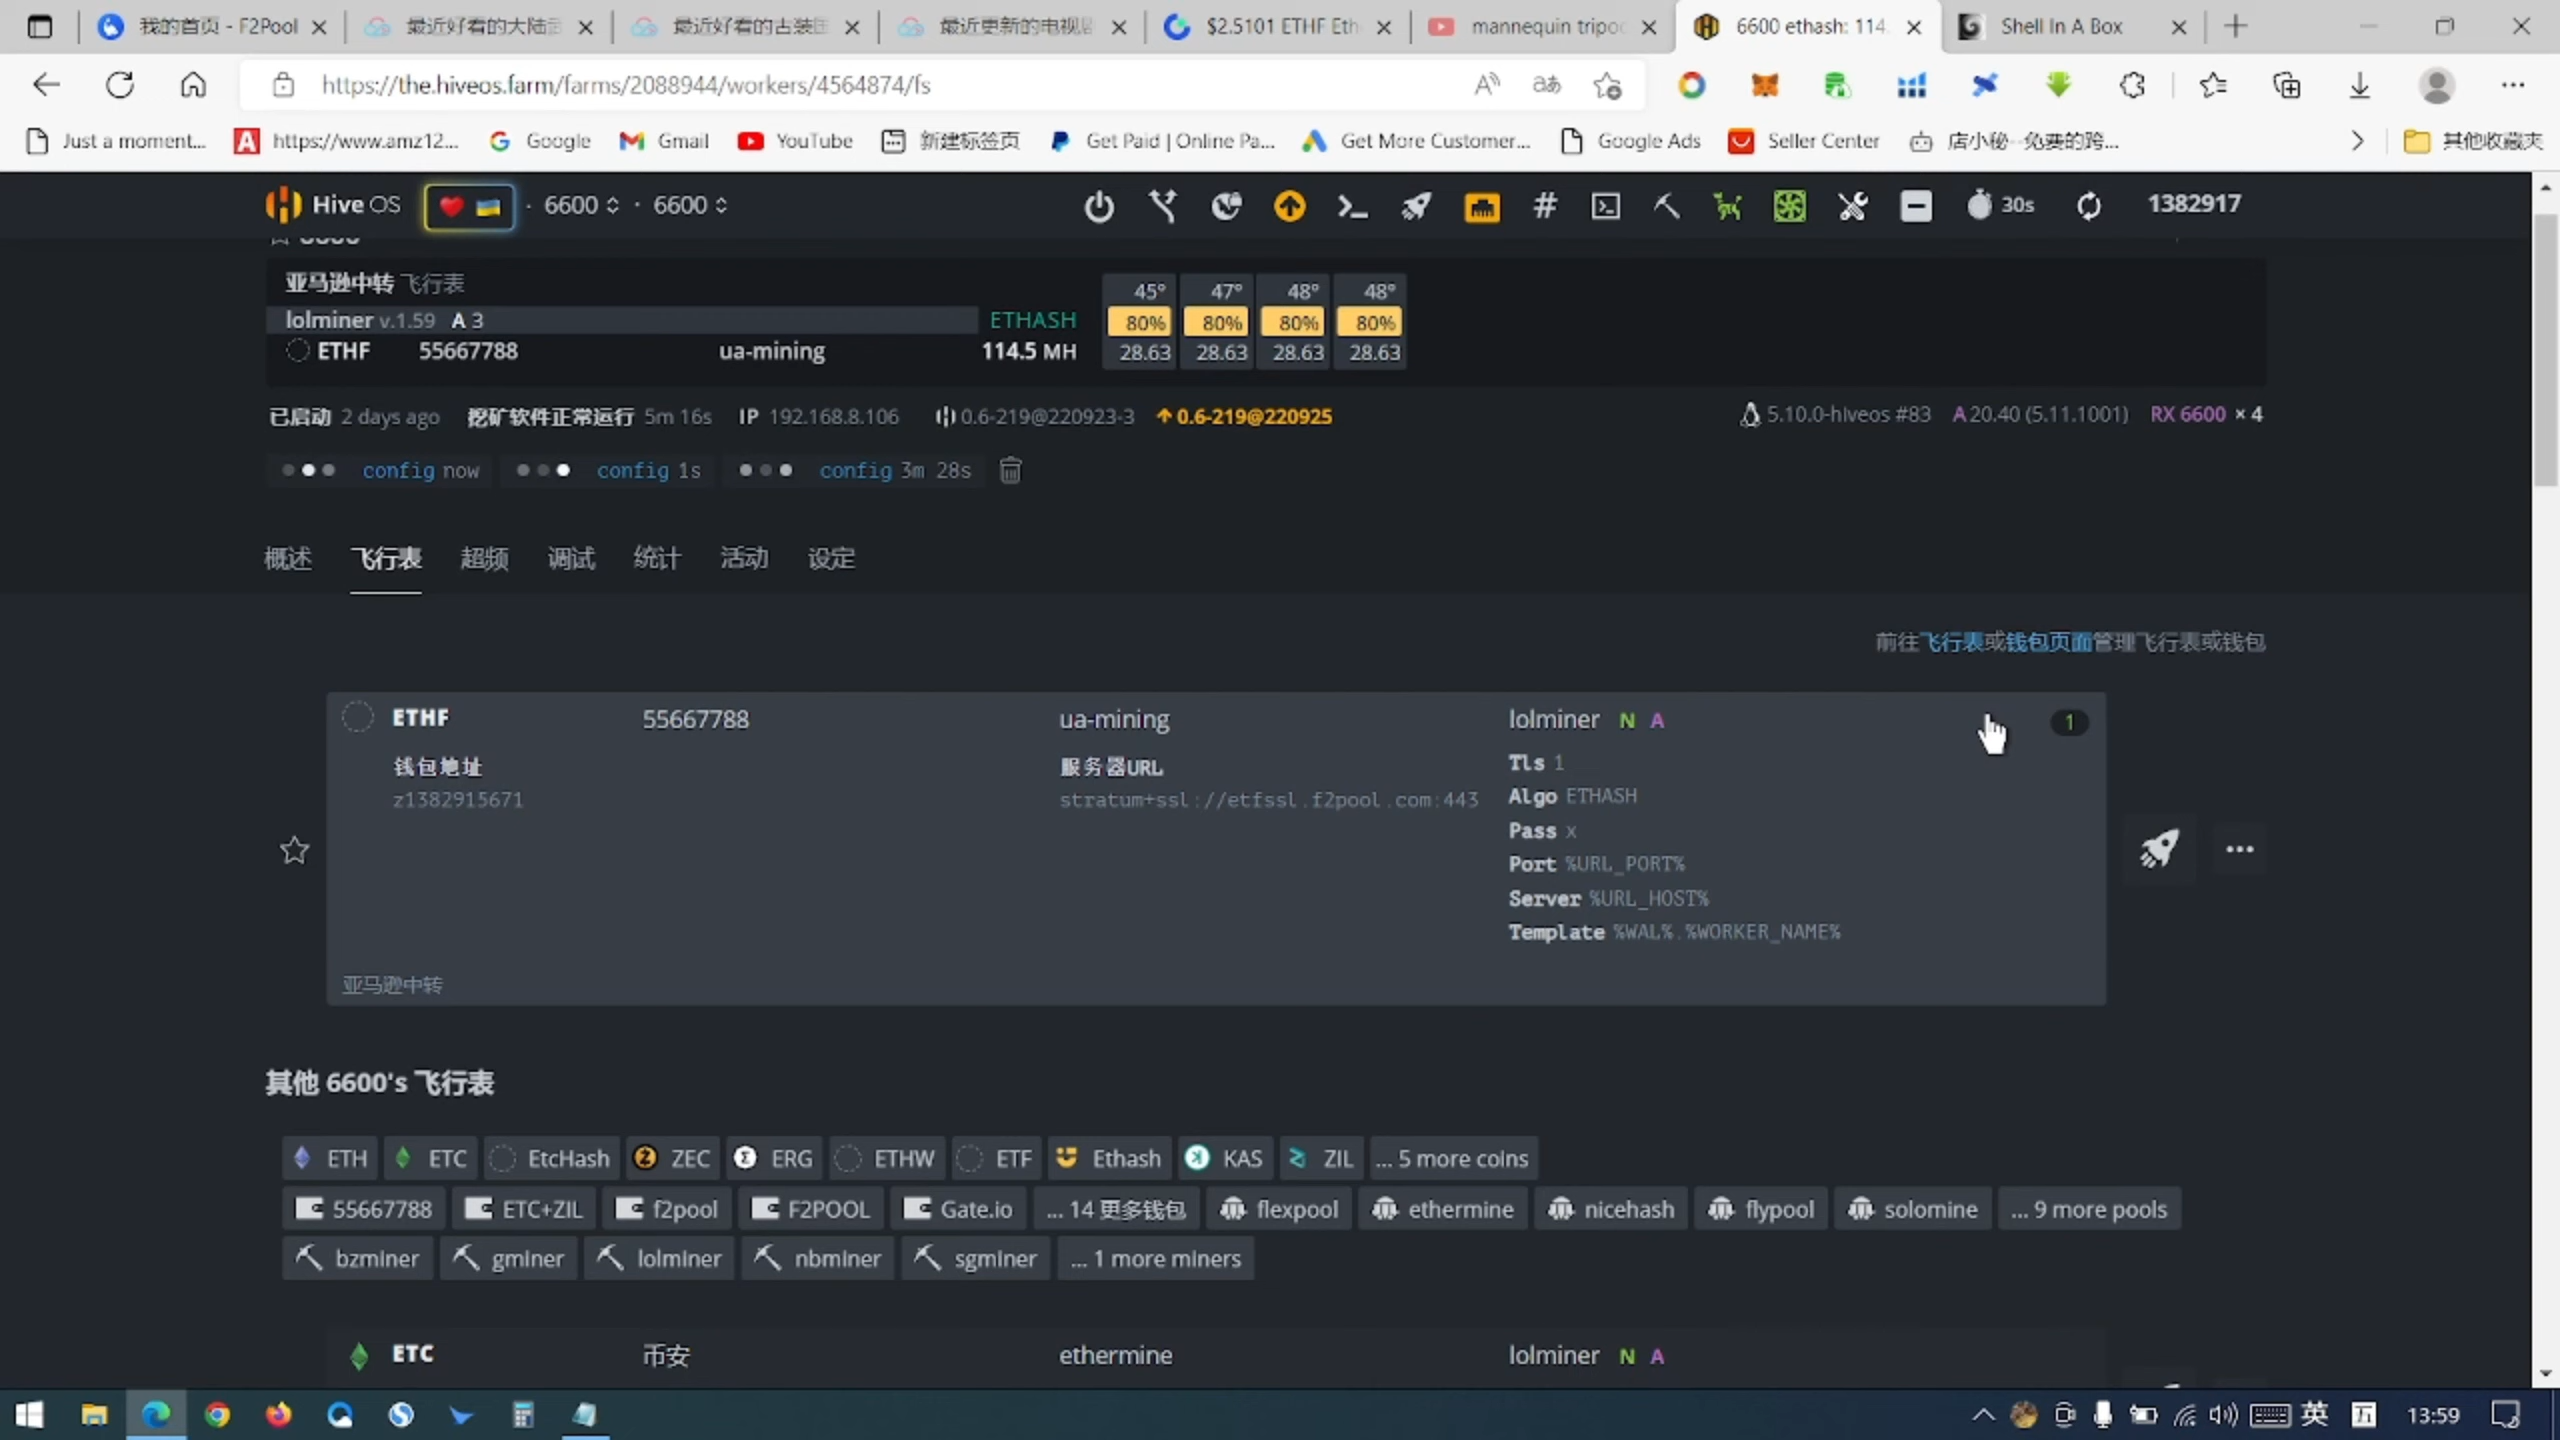 我的首页 - F2Pool
最近好看的大陆
最近好看的古装
最近更新的电视剧
$2.5101 ETHF Eth
mannequin tripod
6600 ethash: 114.
Shell In A Box
https://the.hiveos.farm/farms/2088944/workers/4564874/fs
Just a moment...
https://www.amz12...
Google
Gmail
YouTube
新建标签页
Get Paid | Online Pa...
Get More Customer...
Google Ads
Seller Center
店小秘--免费的跨...
其他收藏夹
Hive OS · 6600 · 6600
30s
1382917
亚马逊中转 飞行表
lolminer v.1.59 A 3 ETHASH
ETHF 55667788 ua-mining 114.5 MH
45° 47° 48° 48°
80% 80% 80% 80%
28.63 28.63 28.63 28.63
已启动 2 days ago 挖矿软件正常运行 5m 16s IP 192.168.8.106 0.6-219@220923-3 0.6-219@220925
5.10.0-hiveos #83 A 20.40 (5.11.1001) RX 6600 × 4
config now config 1s config 3m 28s
概述 飞行表 超频 调试 统计 活动 设定
前往飞行表或钱包页面管理飞行表或钱包
ETHF 55667788 ua-mining lolminer N A 1
钱包地址
z1382915671
服务器URL
stratum+ssl://etfssl.f2pool.com:443
Tls 1
Algo ETHASH
Pass x
Port %URL_PORT%
Server %URL_HOST%
Template %WAL%.%WORKER_NAME%
亚马逊中转
其他 6600's 飞行表
ETH ETC EtcHash ZEC ERG ETHW ETF Ethash KAS ZIL ... 5 more coins
55667788 ETC+ZIL f2pool F2POOL Gate.io ... 14 更多钱包 flexpool ethermine nicehash flypool solomine ... 9 more pools
bzminer gminer lolminer nbminer sgminer ... 1 more miners
ETC 币安 ethermine lolminer N A
英 五 13:59